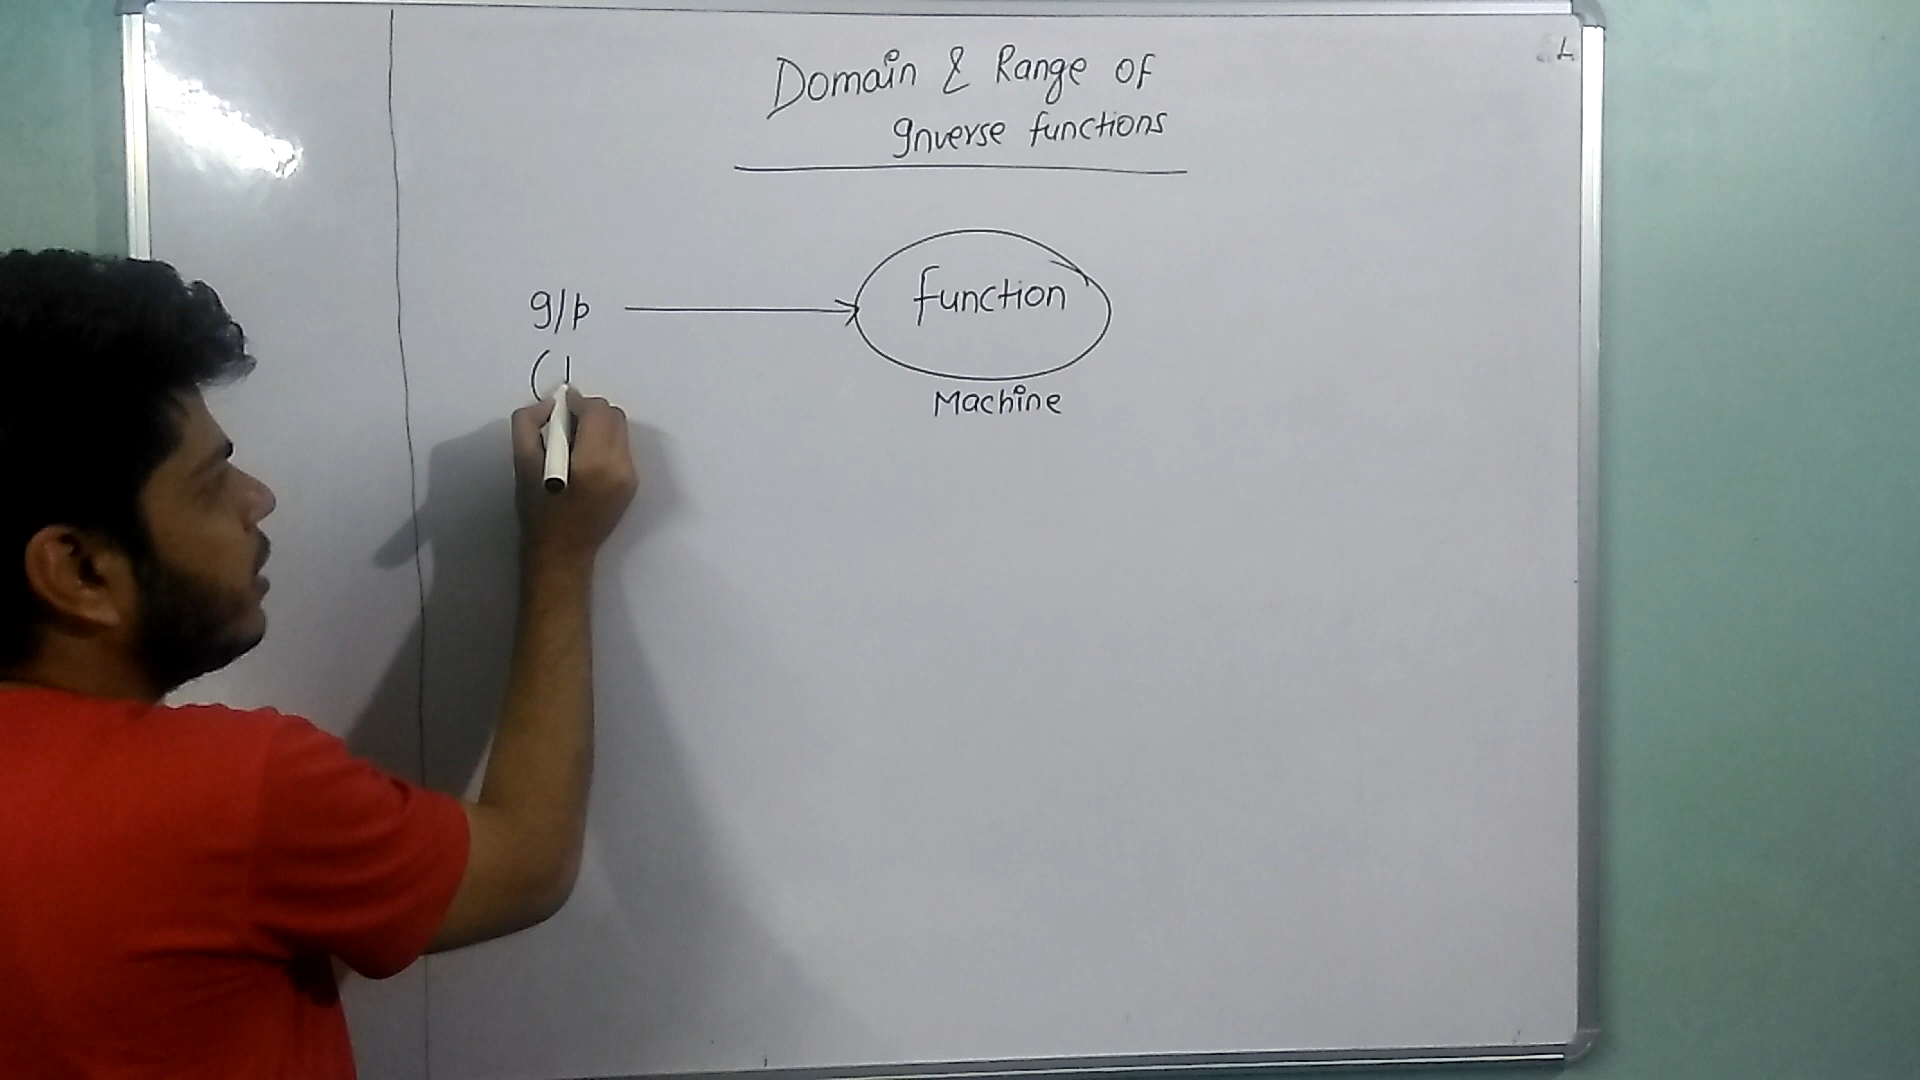 Domain & Range of
Inverse functions
I/p
function
(
Machine